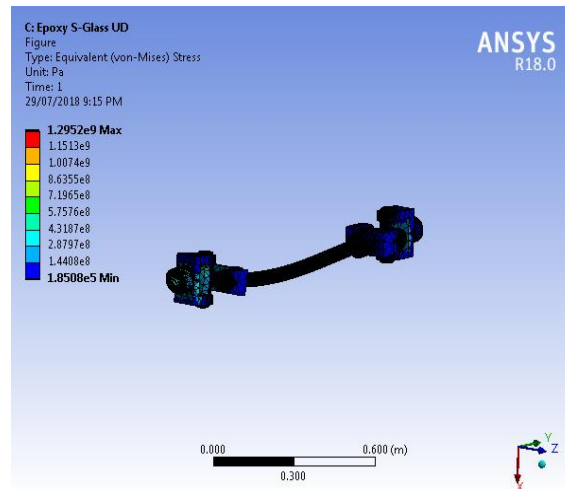 C: Epoxy S-Glass UD
Figure
Type: Equivalent (von-Mises) Stress
Unit: Pa
Time: 1
29/07/2018 9:15 PM
ANSYS
R18.0
1.2952e9 Max
1.1513e9
1.0074e9
8.6355e8
7.1965e8
5.7576e8
4.3187e8
2.8797e8
1.4408e8
1.8508e5 Min
0.000
0.600 (m)
0.300
Y
Z
X